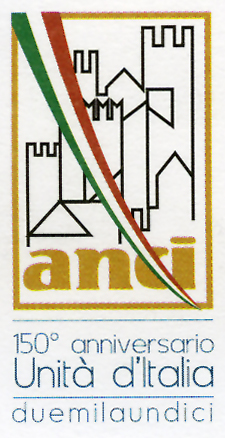 anci
150° anniversario
Unità d'Italia
duemilaundici